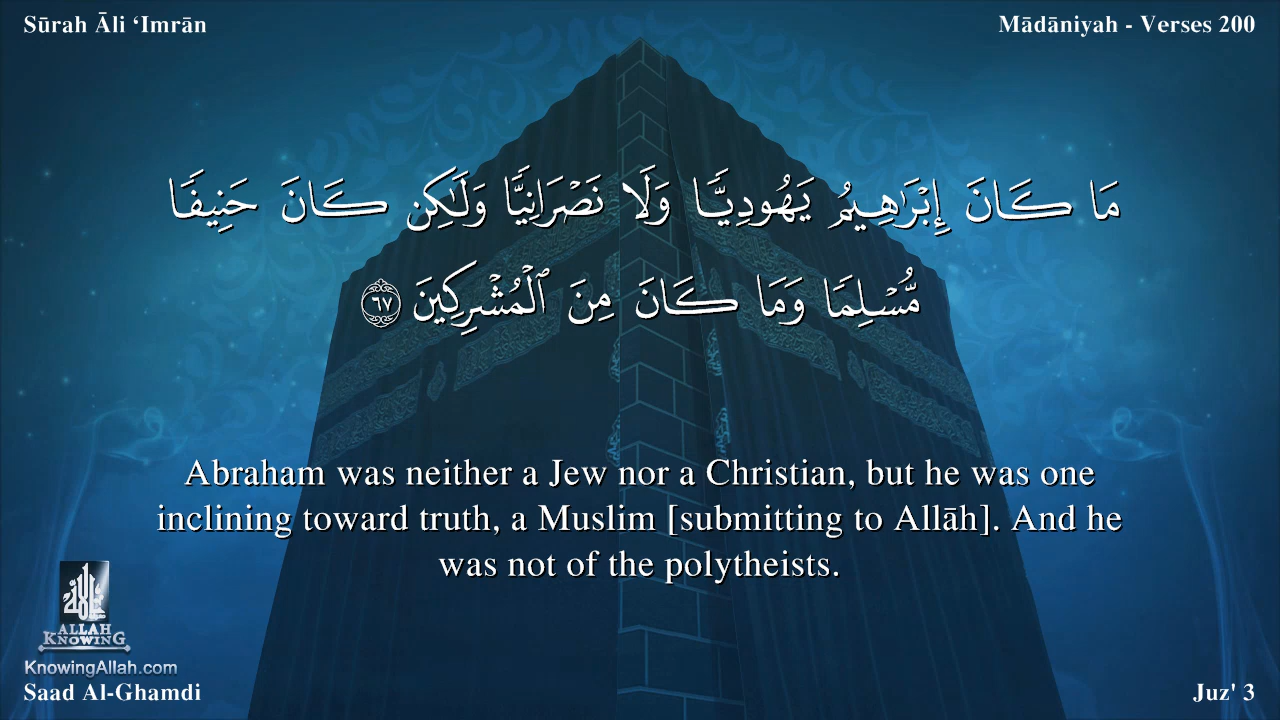 Sūrah Āli ‘Imrān
Mādāniyah - Verses 200
مَا كَانَ إِبْرَٰهِيمُ يَهُودِيًّا وَلَا نَصْرَانِيًّا وَلَٰكِن كَانَ حَنِيفًا
مُّسْلِمًا وَمَا كَانَ مِنَ ٱلْمُشْرِكِينَ ٦٧
Abraham was neither a Jew nor a Christian, but he was one
inclining toward truth, a Muslim [submitting to Allāh]. And he
was not of the polytheists.
ALLAH
KNOWING
KnowingAllah.com
Saad Al-Ghamdi
Juz' 3